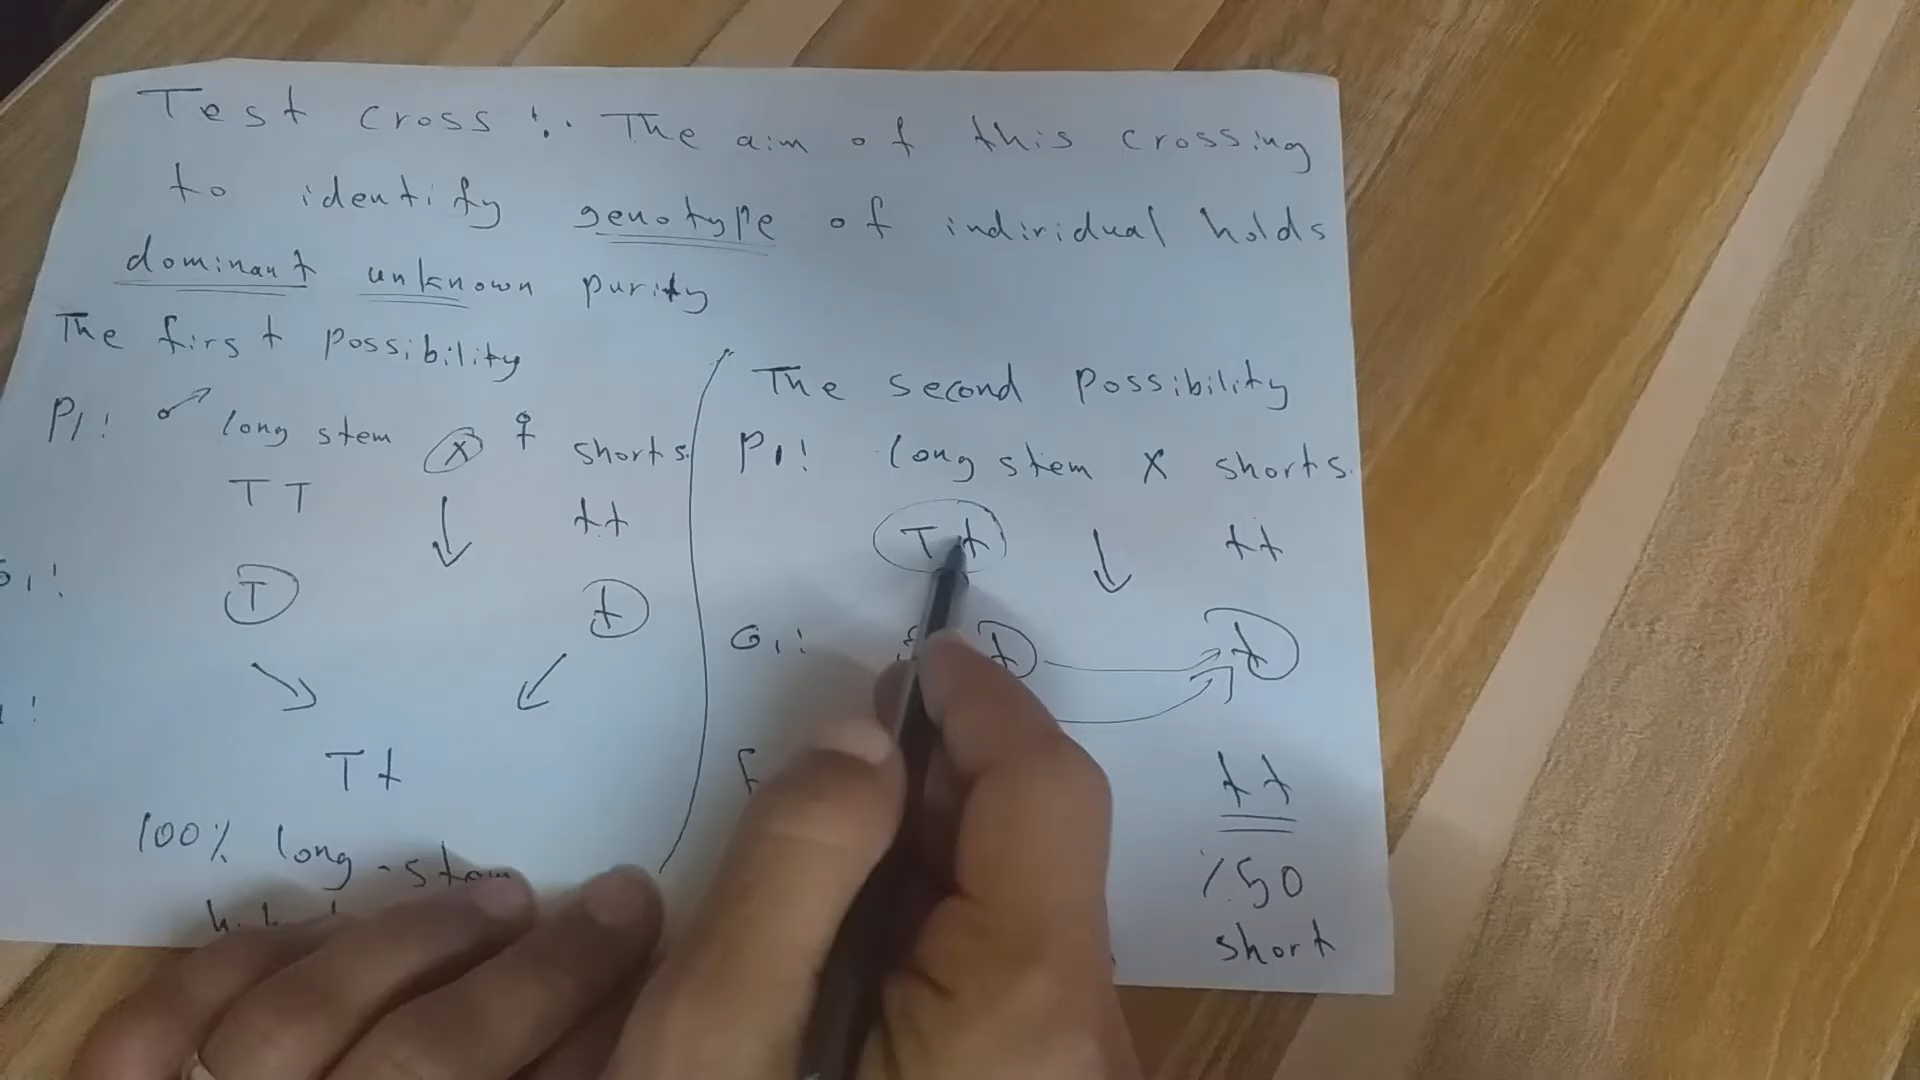 Test cross : The aim of this crossing
to identify genotype of individual holds
dominant unknown purity
The first possibility
P1: ♂ long stem X ♀ shorts.
TT tt
T t
Tt
100% long-stem
The second possibility
P1: long stem X shorts.
Tt tt
G1: t t
F
tt
%50
short